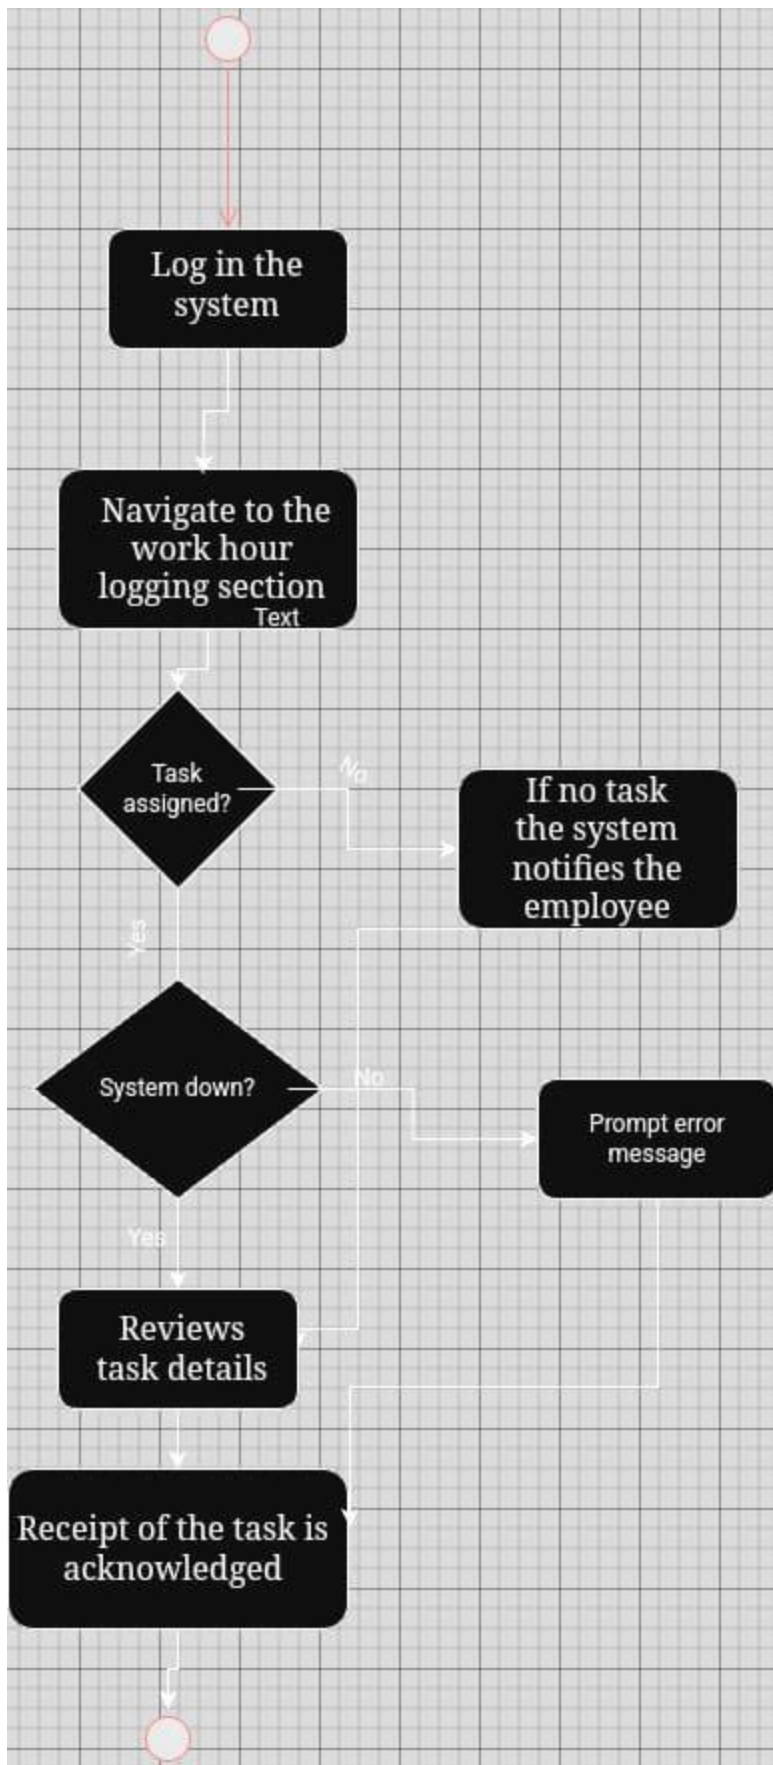 Log in the
system
Navigate to the
work hour
logging section
Text
Task
assigned?
No
If no task
the system
notifies the
employee
Yes
System down?
No
Prompt error
message
Yes
Reviews
task details
Receipt of the task is
acknowledged